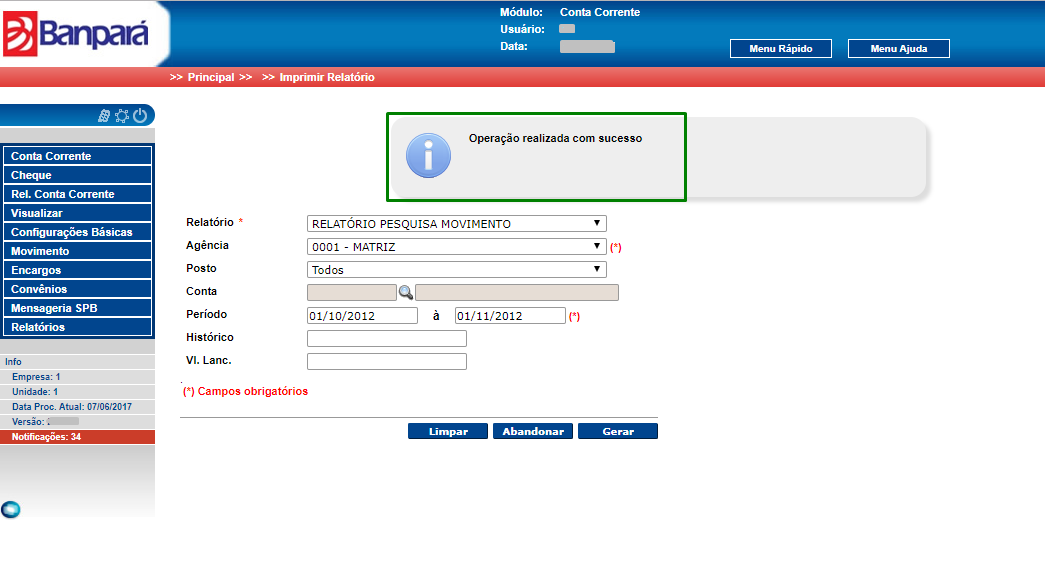 Banpará
Módulo: Conta Corrente
Usuário:
Data:
Menu Rápido Menu Ajuda
>> Principal >> >> Imprimir Relatório
Operação realizada com sucesso
Conta Corrente
Cheque
Rel. Conta Corrente
Visualizar
Configurações Básicas
Movimento
Encargos
Convênios
Mensageria SPB
Relatórios
Info
Empresa: 1
Unidade: 1
Data Proc. Atual: 07/06/2017
Versão:
Notificações: 34
Relatório * RELATÓRIO PESQUISA MOVIMENTO
Agência 0001 - MATRIZ (*)
Posto Todos
Conta
Período 01/10/2012 à 01/11/2012 (*)
Histórico
Vl. Lanc.
(*) Campos obrigatórios
Limpar Abandonar Gerar